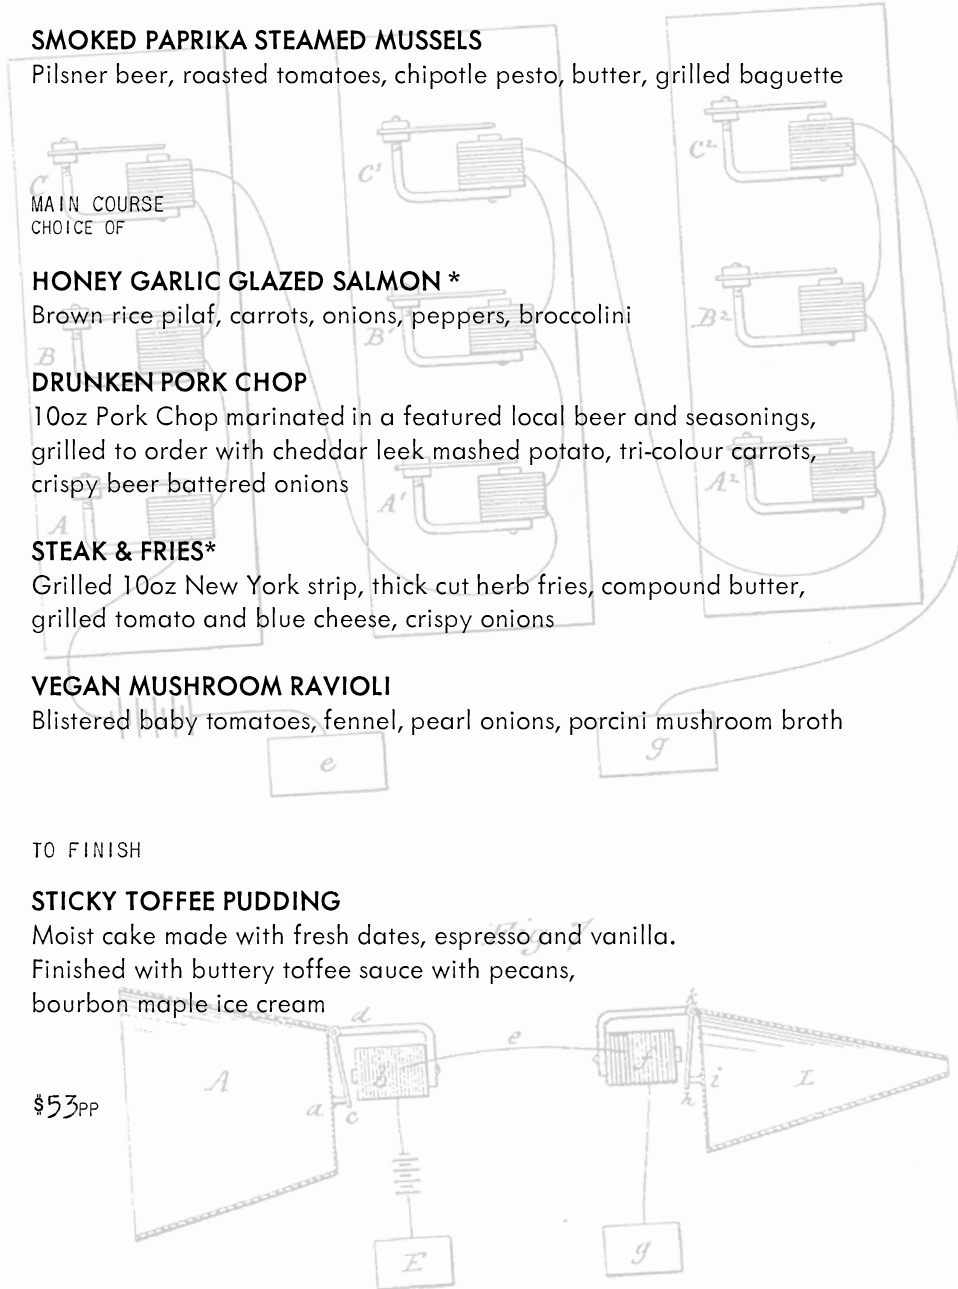 SMOKED PAPRIKA STEAMED MUSSELS
Pilsner beer, roasted tomatoes, chipotle pesto, butter, grilled baguette
C
C¹
C²
MAIN COURSE
CHOICE OF
HONEY GARLIC GLAZED SALMON *
Brown rice pilaf, carrots, onions, peppers, broccolini
B
B'
B²
DRUNKEN PORK CHOP
10oz Pork Chop marinated in a featured local beer and seasonings,
grilled to order with cheddar leek mashed potato, tri-colour carrots,
crispy beer battered onions
A
A'
A²
STEAK & FRIES*
Grilled 10oz New York strip, thick cut herb fries, compound butter,
grilled tomato and blue cheese, crispy onions
VEGAN MUSHROOM RAVIOLI
Blistered baby tomatoes, fennel, pearl onions, porcini mushroom broth
e
g
TO FINISH
STICKY TOFFEE PUDDING
Fig. 7
Moist cake made with fresh dates, espresso and vanilla.
Finished with buttery toffee sauce with pecans,
bourbon maple ice cream
d
e
k
A
b
f
i
L
a
c
h
$53PP
E
g